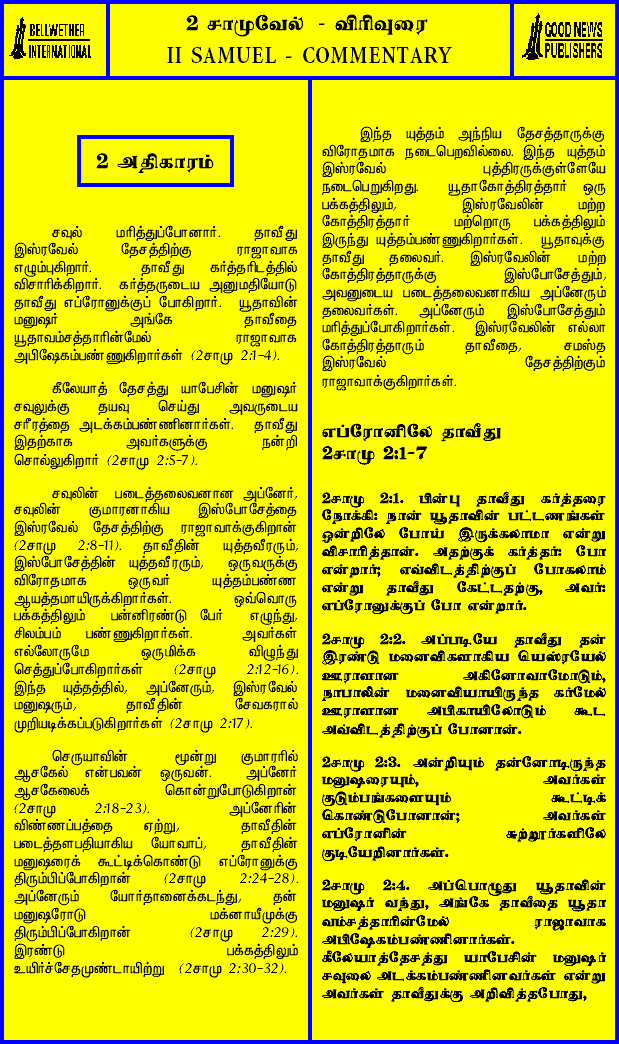 BELLWETHER
INTERNATIONAL
2 சாமுவேல் - விரிவுரை
II SAMUEL - COMMENTARY
GOOD NEWS
PUBLISHERS
2 அதிகாரம்
சவுல் மரித்துப்போனார். தாவீது
இஸ்ரவேல் தேசத்திற்கு ராஜாவாக
எழும்புகிறார். தாவீது கர்த்தரிடத்தில்
விசாரிக்கிறார். கர்த்தருடைய அனுமதியோடு
தாவீது எப்ரோனுக்குப் போகிறார். யூதாவின்
மனுஷர் அங்கே தாவீதை
யூதாவம்சத்தாரின்மேல் ராஜாவாக
அபிஷேகம்பண்ணுகிறார்கள் (2சாமு 2:1-4).
கீலேயாத் தேசத்து யாபேசின் மனுஷர்
சவுலுக்கு தயவு செய்து அவருடைய
சரீரத்தை அடக்கம்பண்ணினார்கள். தாவீது
இதற்காக அவர்களுக்கு நன்றி
சொல்லுகிறார் (2சாமு 2:5-7).
சவுலின் படைத்தலைவனான அப்னேர்,
சவுலின் குமாரனாகிய இஸ்போசேத்தை
இஸ்ரவேல் தேசத்திற்கு ராஜாவாக்குகிறான்
(2சாமு 2:8-11). தாவீதின் யுத்தவீரரும்,
இஸ்போசேத்தின் யுத்தவீரரும், ஒருவருக்கு
விரோதமாக ஒருவர் யுத்தம்பண்ண
ஆயத்தமாயிருக்கிறார்கள். ஒவ்வொரு
பக்கத்திலும் பன்னிரண்டு பேர் எழுந்து,
சிலம்பம் பண்ணுகிறார்கள். அவர்கள்
எல்லோருமே ஒருமிக்க விழுந்து
செத்துப்போகிறார்கள் (2சாமு 2:12-16).
இந்த யுத்தத்தில், அப்னேரும், இஸ்ரவேல்
மனுஷரும், தாவீதின் சேவகரால்
முறியடிக்கப்படுகிறார்கள் (2சாமு 2:17).
செருயாவின் மூன்று குமாரரில்
ஆசகேல் என்பவன் ஒருவன். அப்னேர்
ஆசகேலைக் கொன்றுபோடுகிறான்
(2சாமு 2:18-23). அப்னேரின்
விண்ணப்பத்தை ஏற்று, தாவீதின்
படைத்தளபதியாகிய யோவாப், தாவீதின்
மனுஷரைக் கூட்டிக்கொண்டு எப்ரோனுக்கு
திரும்பிப்போகிறான் (2சாமு 2:24-28).
அப்னேரும் யோர்தானைக்கடந்து, தன்
மனுஷரோடு மக்னாயீமுக்கு
திரும்பிப்போகிறான் (2சாமு 2:29).
இரண்டு பக்கத்திலும்
உயிர்ச்சேதமுண்டாயிற்று (2சாமு 2:30-32).
இந்த யுத்தம் அந்நிய தேசத்தாருக்கு
விரோதமாக நடைபெறவில்லை. இந்த யுத்தம்
இஸ்ரவேல் புத்திரருக்குள்ளேயே
நடைபெறுகிறது. யூதாகோத்திரத்தார் ஒரு
பக்கத்திலும், இஸ்ரவேலின் மற்ற
கோத்திரத்தார் மற்றொரு பக்கத்திலும்
இருந்து யுத்தம்பண்ணுகிறார்கள். யூதாவுக்கு
தாவீது தலைவர். இஸ்ரவேலின் மற்ற
கோத்திரத்தாருக்கு இஸ்போசேத்தும்,
அவனுடைய படைத்தலைவனாகிய அப்னேரும்
தலைவர்கள். அப்னேரும் இஸ்போசேத்தும்
மரித்துப்போகிறார்கள். இஸ்ரவேலின் எல்லா
கோத்திரத்தாரும் தாவீதை, சமஸ்த
இஸ்ரவேல் தேசத்திற்கும்
ராஜாவாக்குகிறார்கள்.
எப்ரோனிலே தாவீது
2சாமு 2:1-7
2சாமு 2:1. பின்பு தாவீது கர்த்தரை
நோக்கி: நான் யூதாவின் பட்டணங்கள்
ஒன்றிலே போய் இருக்கலாமா என்று
விசாரித்தான். அதற்குக் கர்த்தர்: போ
என்றார்; எவ்விடத்திற்குப் போகலாம்
என்று தாவீது கேட்டதற்கு, அவர்:
எப்ரோனுக்குப் போ என்றார்.
2சாமு 2:2. அப்படியே தாவீது தன்
இரண்டு மனைவிகளாகிய யெஸ்ரயேல்
ஊராளான அகினோவாமோடும்,
நாபாலின் மனைவியாயிருந்த கர்மேல்
ஊராளான அபிகாயிலோடும் கூட
அவ்விடத்திற்குப் போனான்.
2சாமு 2:3. அன்றியும் தன்னோடிருந்த
மனுஷரையும், அவர்கள்
குடும்பங்களையும் கூட்டிக்
கொண்டுபோனான்; அவர்கள்
எப்ரோனின் சுற்றூர்களிலே
குடியேறினார்கள்.
2சாமு 2:4. அப்பொழுது யூதாவின்
மனுஷர் வந்து, அங்கே தாவீதை யூதா
வம்சத்தாரின்மேல் ராஜாவாக
அபிஷேகம்பண்ணினார்கள்.
கீலேயாத்தேசத்து யாபேசின் மனுஷர்
சவுலை அடக்கம்பண்ணினவர்கள் என்று
அவர்கள் தாவீதுக்கு அறிவித்தபோது,